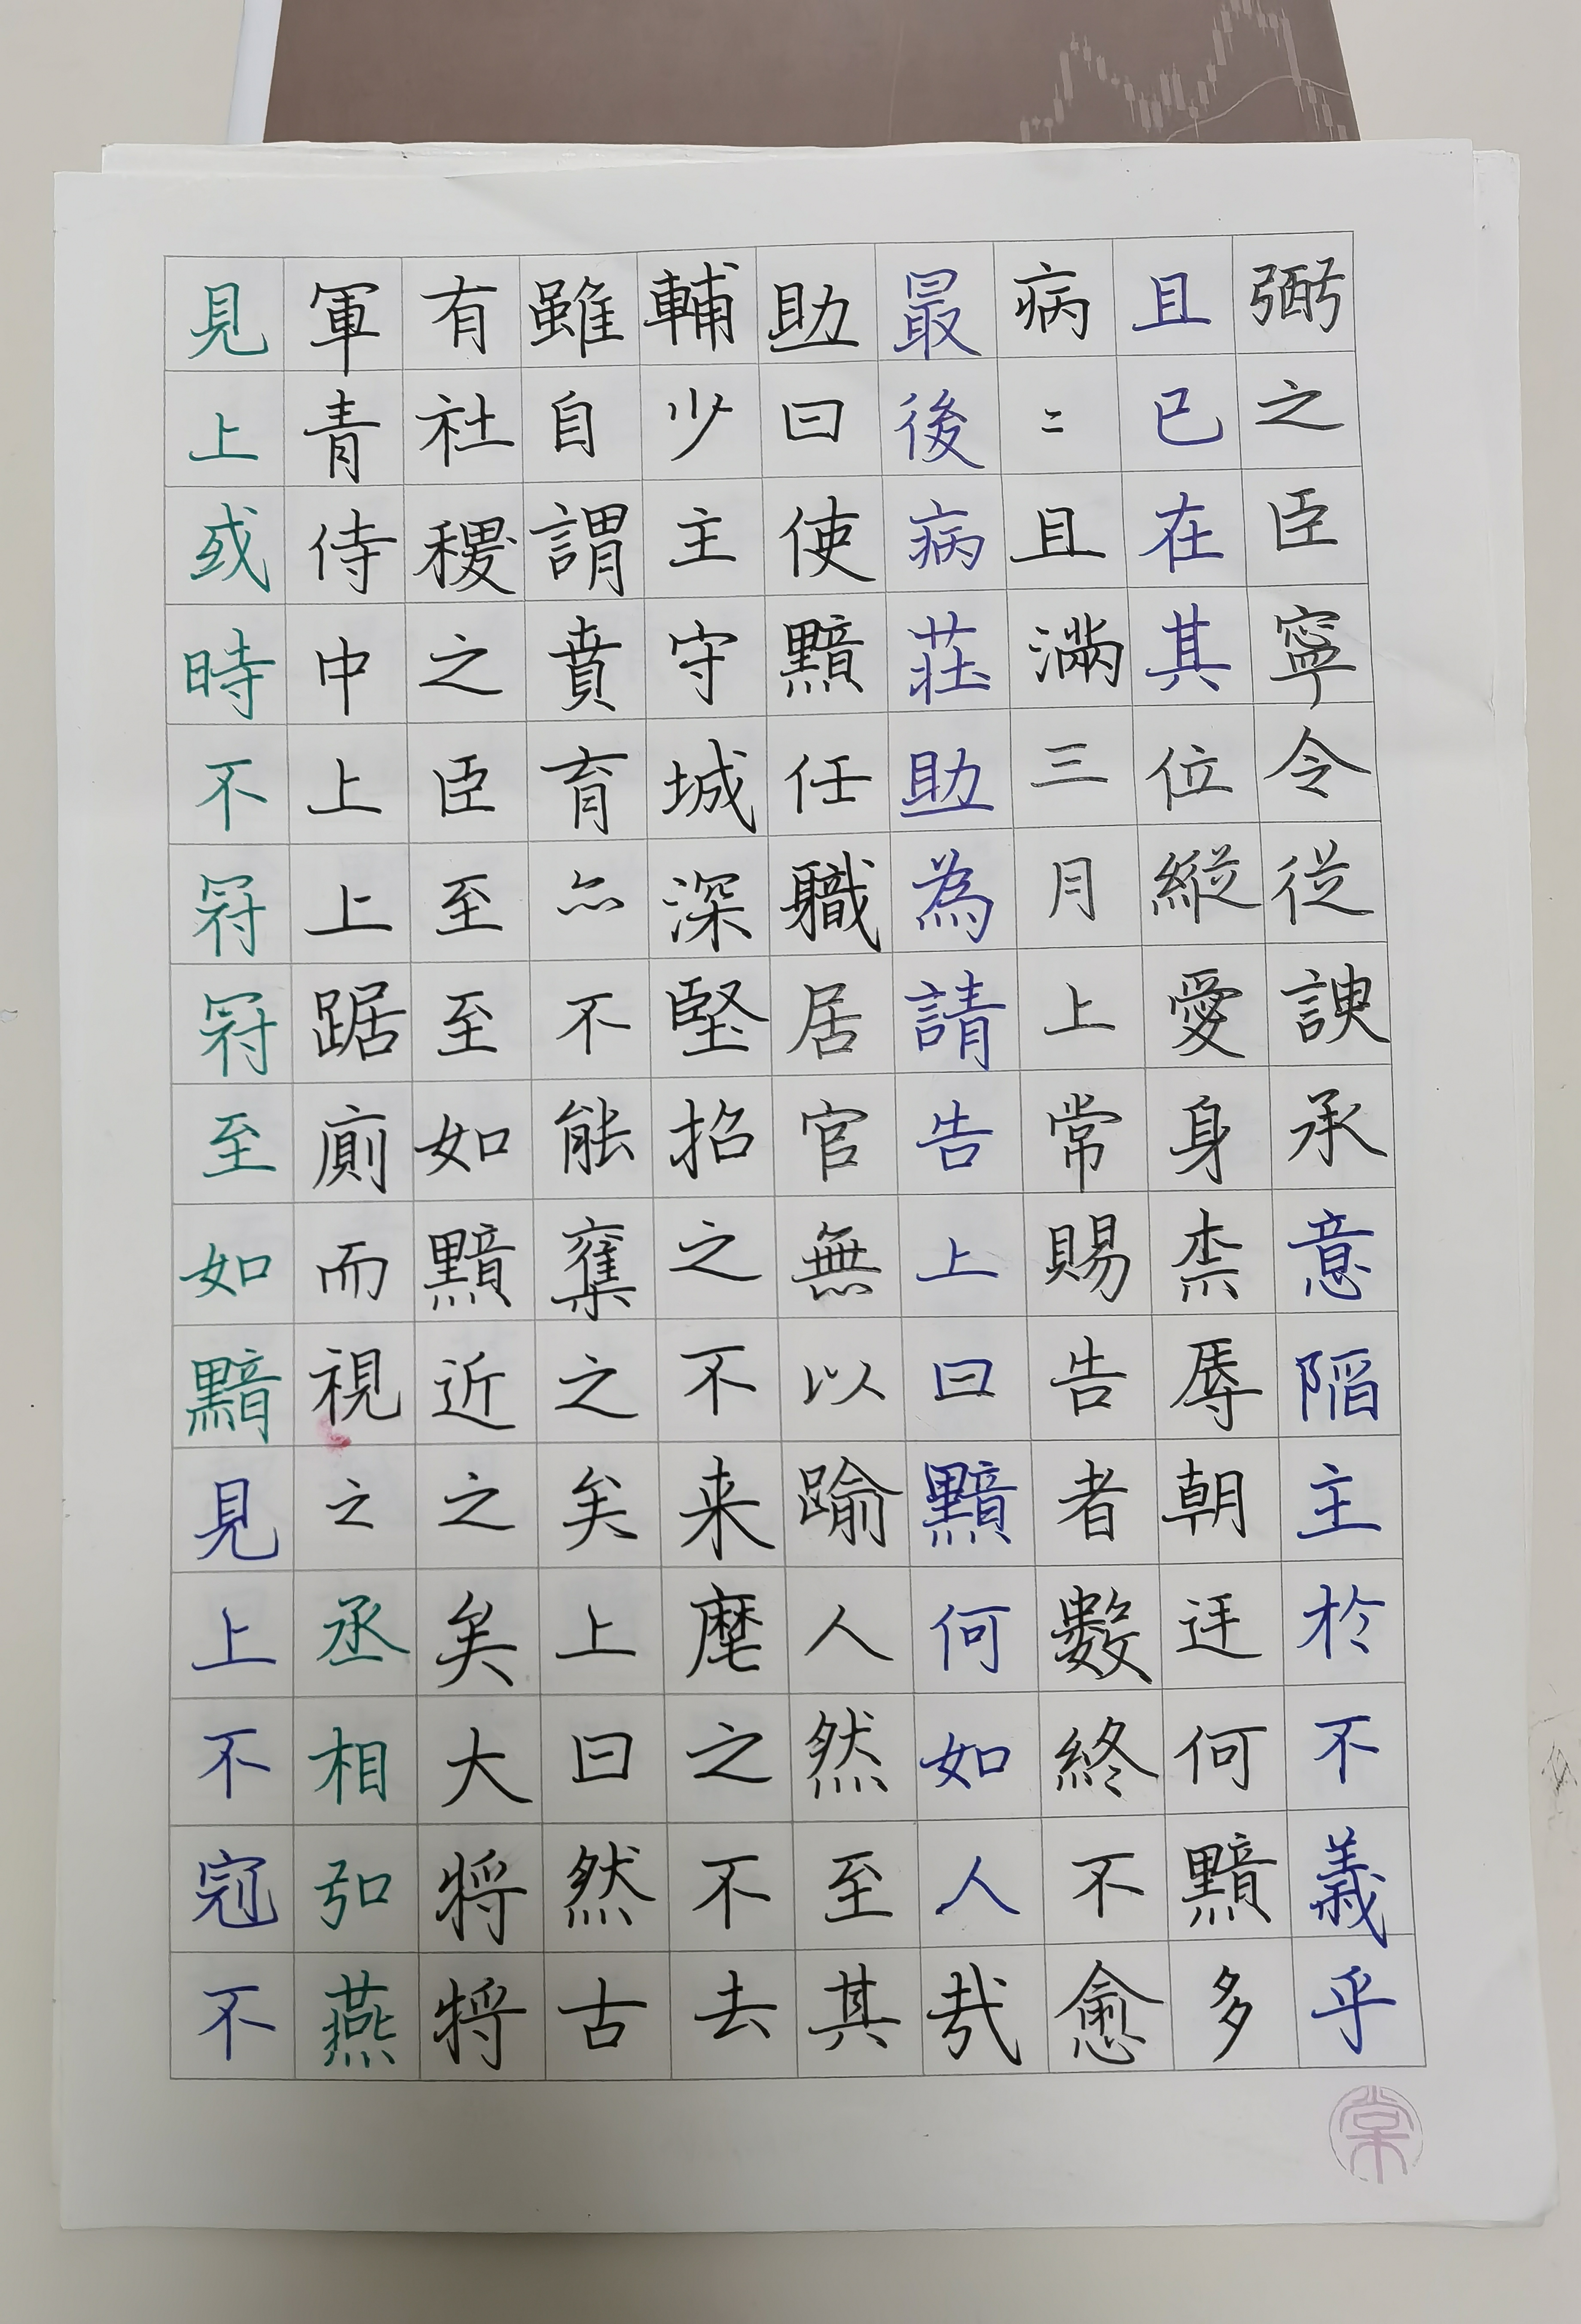 弼之臣寧令從諛承意陷主於不義乎
且已在其位縱愛身柰辱朝廷何黯多
病〻且滿三月上常賜告者數終不愈
最後病莊助為請告上曰黯何如人哉
助曰使黯任職居官無以踰人然至其
輔少主守城深堅招之不来麾之不去
雖自謂賁育亦不能奪之矣上曰然古
有社稷之臣至至如黯近之矣大將將
軍青侍中上上踞廁而視之丞相弘燕
見上或時不冠冠至如黯見上不冠不